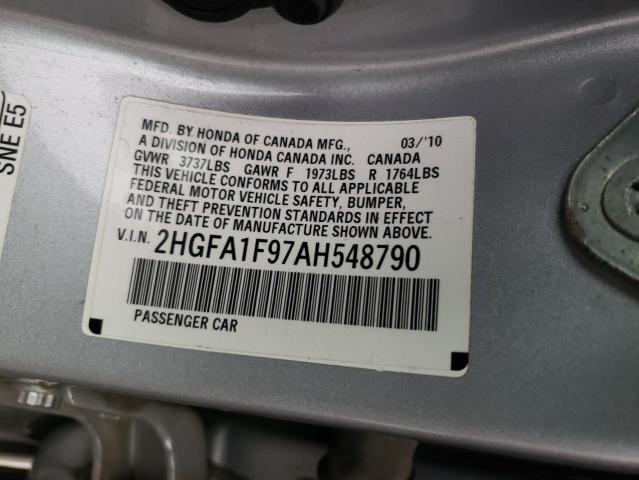 SNE E5
MFD. BY HONDA OF CANADA MFG., 03/'10
A DIVISION OF HONDA CANADA INC. CANADA
GVWR 3737LBS GAWR F 1973LBS R 1764LBS
THIS VEHICLE CONFORMS TO ALL APPLICABLE
FEDERAL MOTOR VEHICLE SAFETY, BUMPER,
AND THEFT PREVENTION STANDARDS IN EFFECT
ON THE DATE OF MANUFACTURE SHOWN ABOVE.
V.I.N. 2HGFA1F97AH548790
PASSENGER CAR